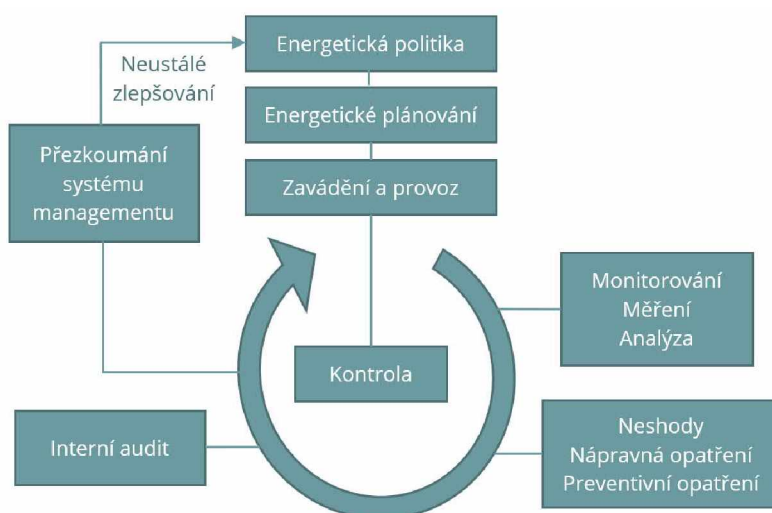 Energetická politika
Neustálé
zlepšování
Energetické plánování
Přezkoumání
systému
managementu
Zavádění a provoz
Monitorování
Měření
Analýza
Kontrola
Interní audit
Neshody
Nápravná opatření
Preventivní opatření